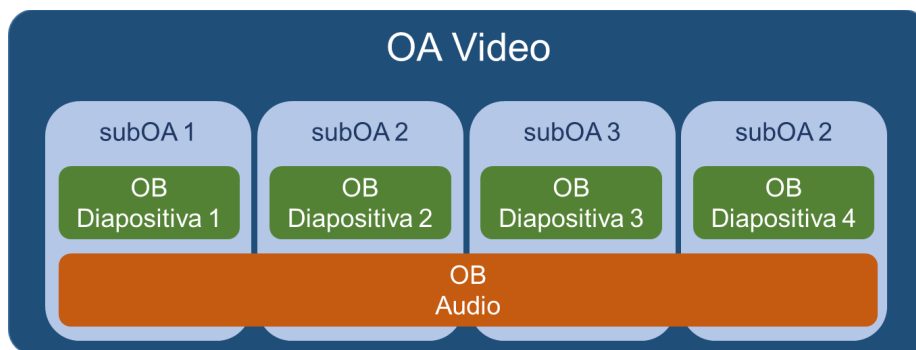 OA Video
subOA 1
subOA 2
subOA 3
subOA 2
OB
Diapositiva 1
OB
Diapositiva 2
OB
Diapositiva 3
OB
Diapositiva 4
OB
Audio